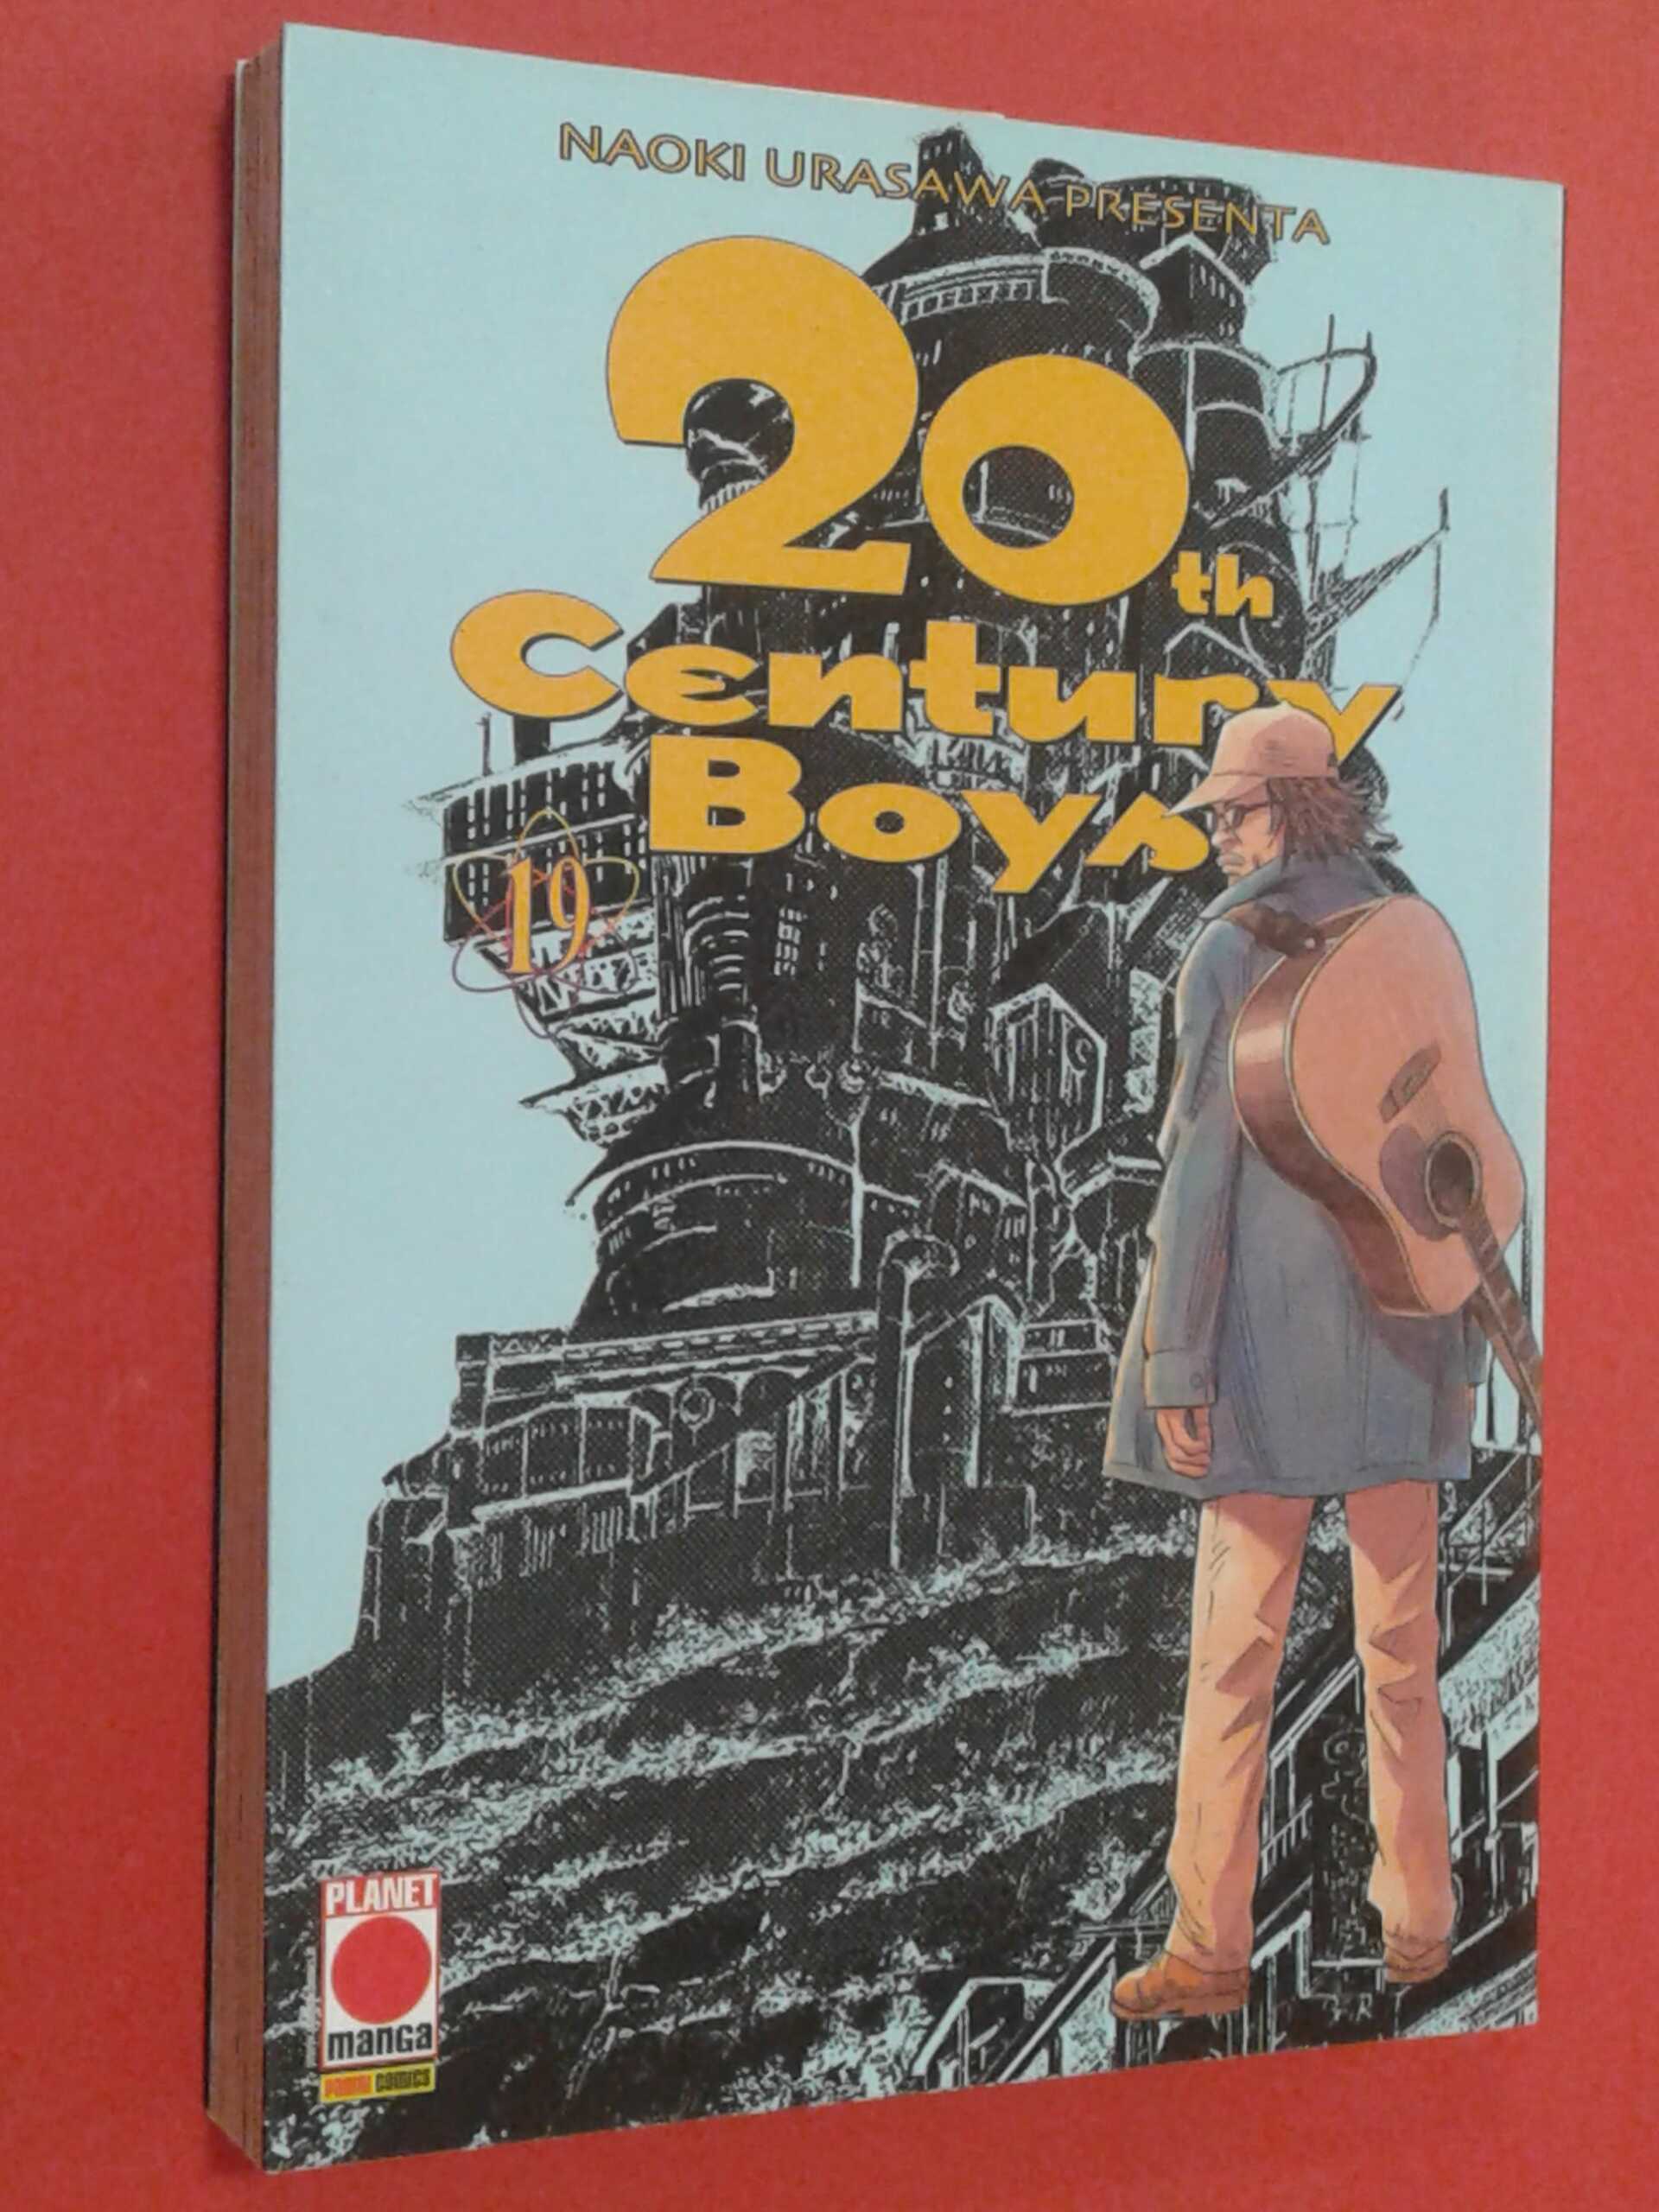 NAOKI URASAWA PRESENTA
20th
Century
Boys
19
PLANET
manga
PANINI COMICS